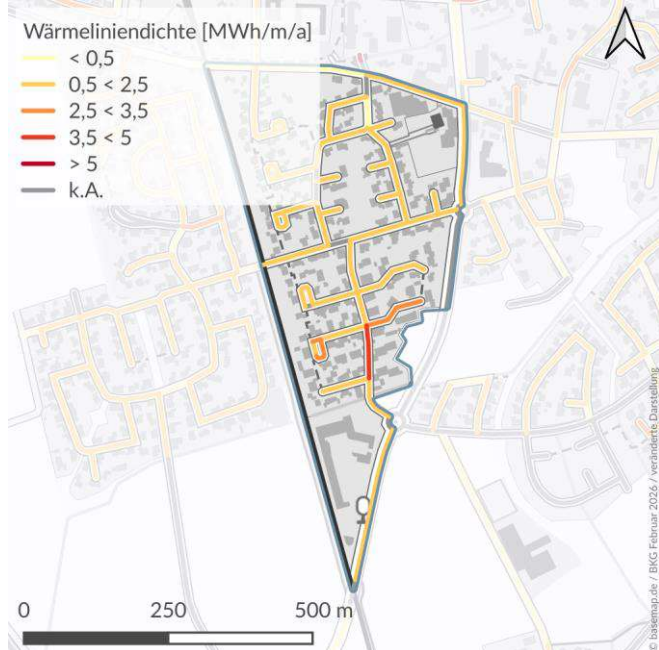 Wärmeliniendichte [MWh/m/a]
< 0,5
0,5 < 2,5
2,5 < 3,5
3,5 < 5
> 5
k.A.
0 250 500 m
© basemap.de / BKG Februar 2026 / veränderte Darstellung